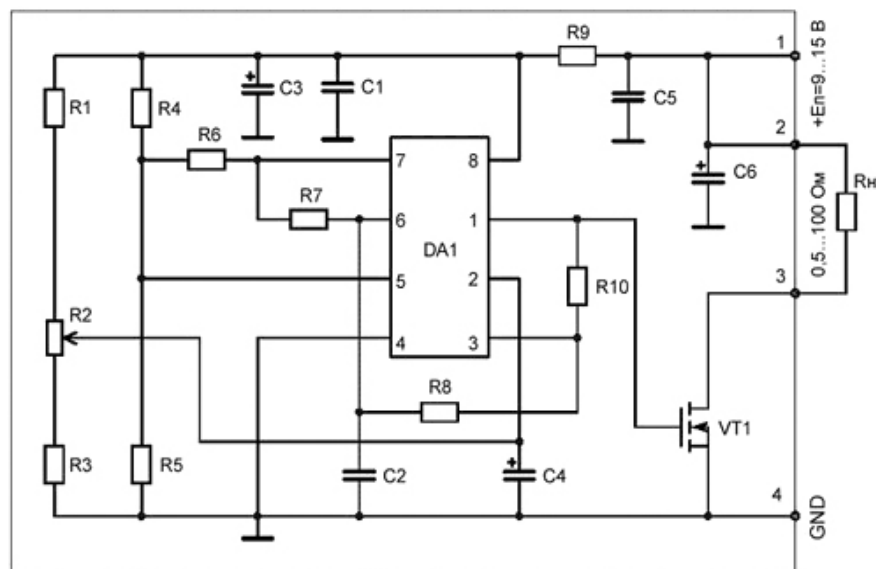 R9
1
+Eп=9...15 В
R1
R4
C3
C1
C5
R6
2
7
8
C6
Rн
R7
6
1
0,5...100 Ом
DA1
5
2
R10
3
R2
4
3
R8
VT1
R3
R5
C2
C4
4
GND